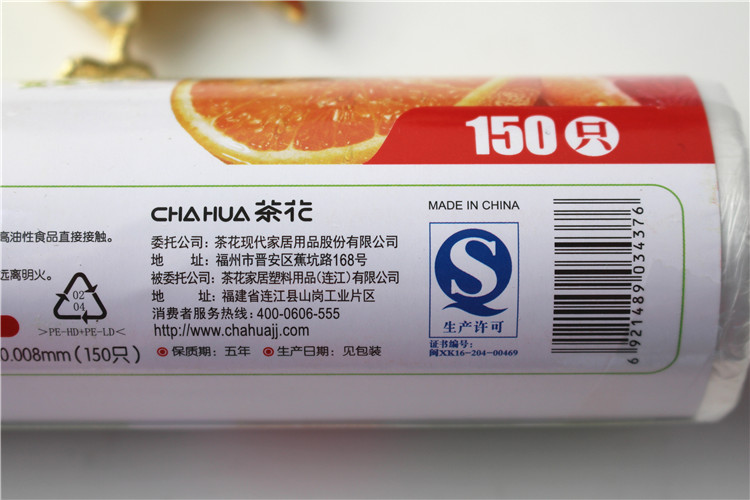 150只
CHAHUA 茶花
MADE IN CHINA
高油性食品直接接触。
委托公司：茶花现代家居用品股份有限公司
地 址：福州市晋安区蕉坑路168号
远离明火。
被委托公司：茶花家居塑料用品（连江）有限公司
地 址：福建省连江县山岗工业片区
消费者服务热线：400-0606-555
http://www.chahuajj.com
保质期：五年 生产日期：见包装
02
04
>PE-HD+PE-LD<
0.008mm（150只）
生产许可
证书编号：
闽XK16-204-00469
6 921489 034376